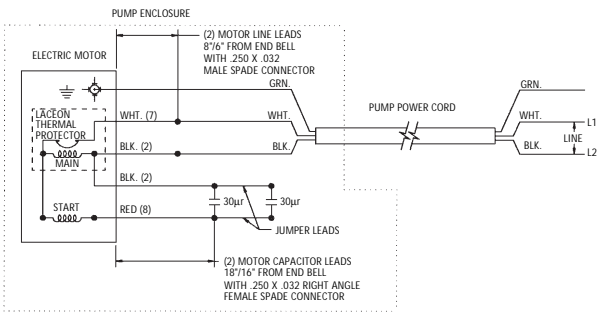 PUMP ENCLOSURE
(2) MOTOR LINE LEADS
8"/6" FROM END BELL
WITH .250 X .032
MALE SPADE CONNECTOR
ELECTRIC MOTOR
GRN.
GRN.
PUMP POWER CORD
LACEON
THERMAL
PROTECTOR
WHT. (7)
WHT.
WHT.
L1
LINE
BLK. (2)
BLK.
BLK.
L2
MAIN
BLK. (2)
START
RED (8)
30µr
30µr
JUMPER LEADS
(2) MOTOR CAPACITOR LEADS
18"/16" FROM END BELL
WITH .250 X .032 RIGHT ANGLE
FEMALE SPADE CONNECTOR